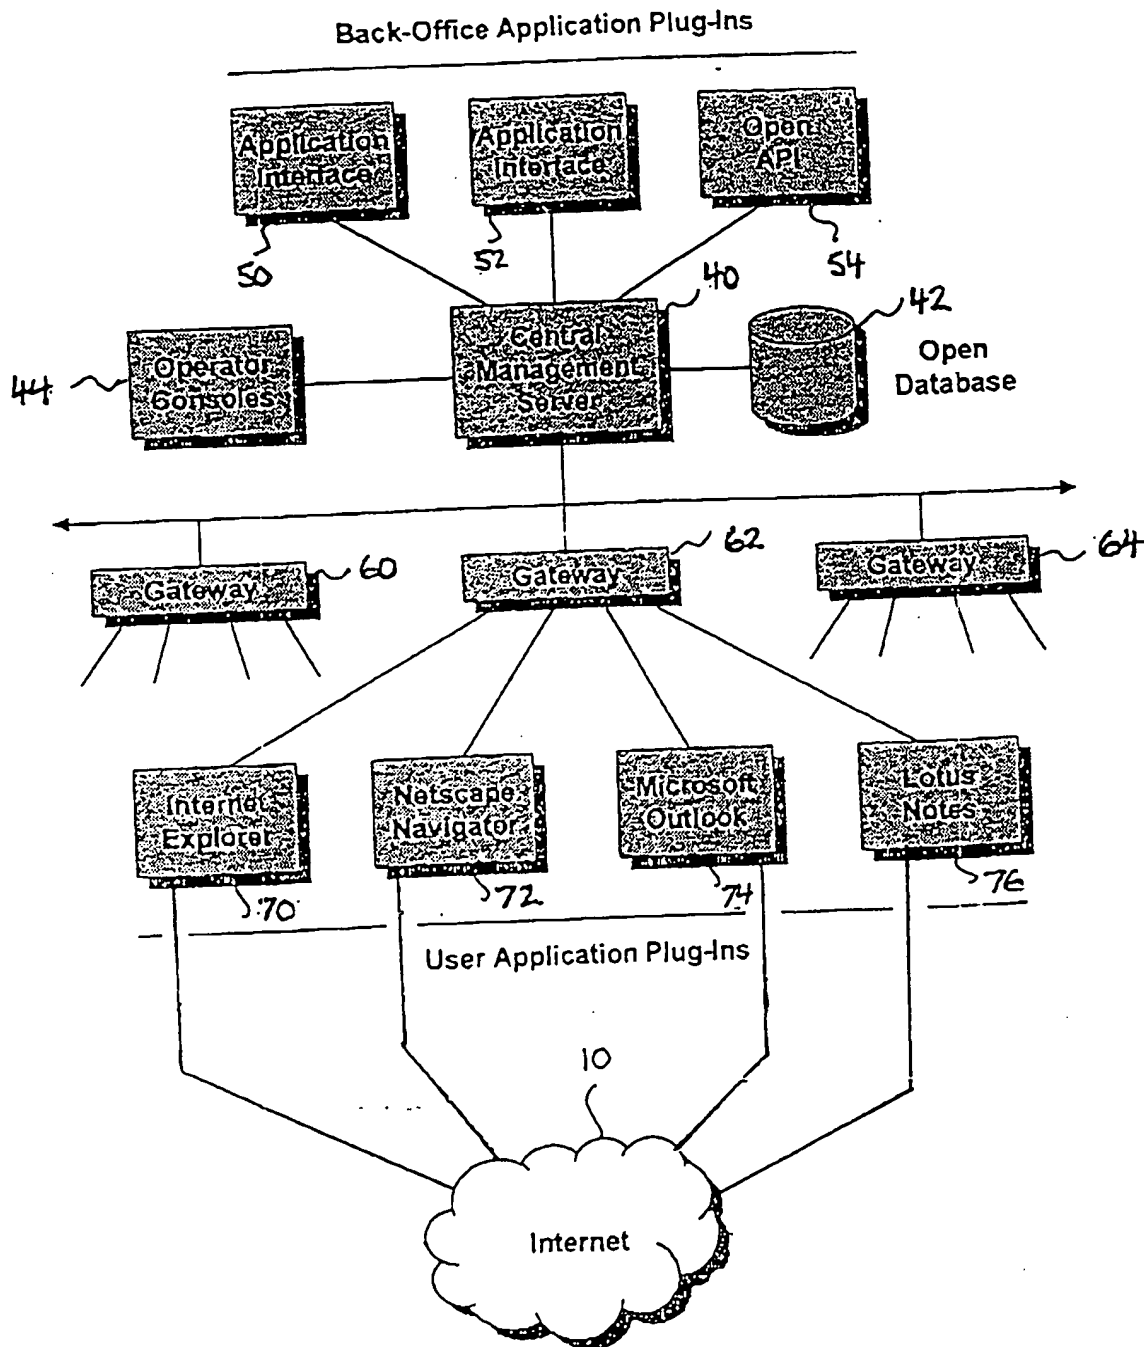 Back-Office Application Plug-Ins
Application
Interface
Application
Interface
Open
API
50
52
54
40
42
44
Operator
Consoles
Central
Management
Server
Open
Database
Gateway
60
Gateway
62
Gateway
64
Internet
Explorer
Netscape
Navigator
Microsoft
Outlook
Lotus
Notes
70
72
74
76
User Application Plug-Ins
10
Internet